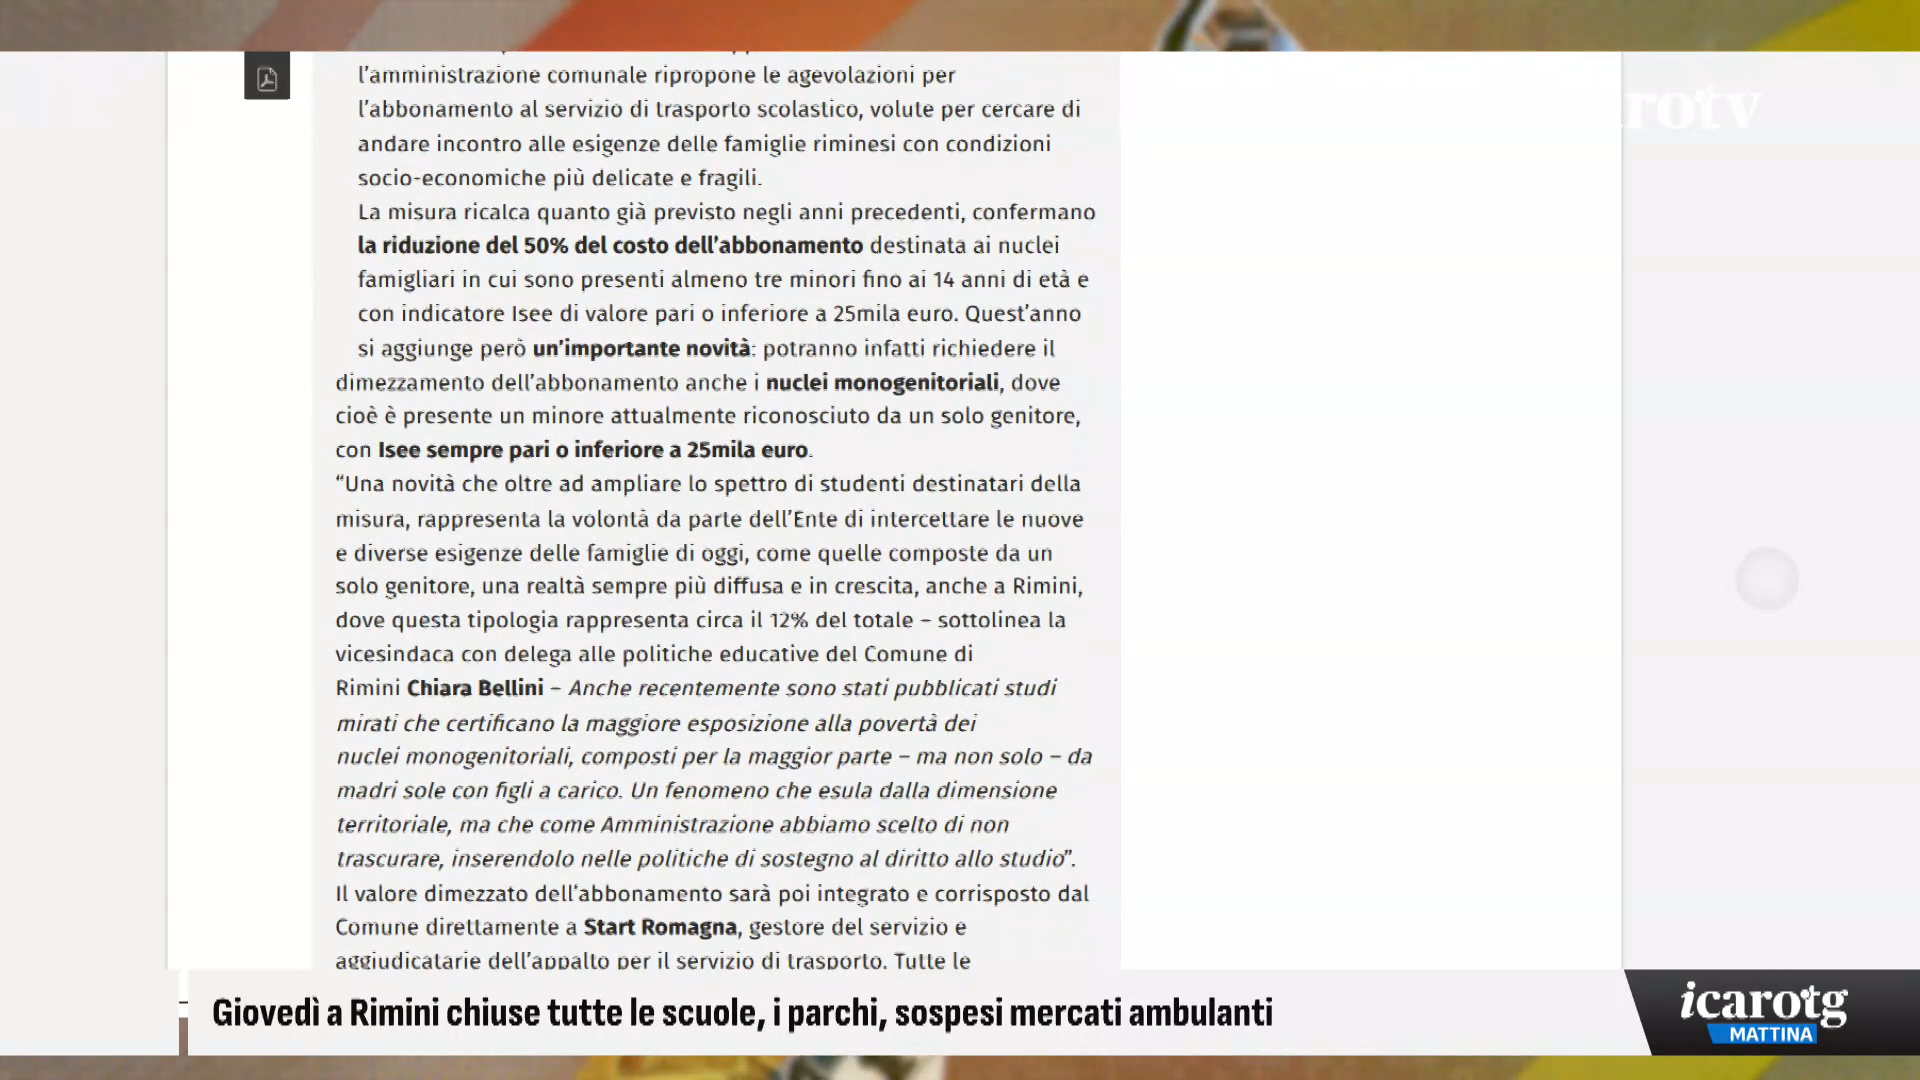 l'amministrazione comunale ripropone le agevolazioni per
l'abbonamento al servizio di trasporto scolastico, volute per cercare di
andare incontro alle esigenze delle famiglie riminesi con condizioni
socio-economiche più delicate e fragili.
La misura ricalca quanto già previsto negli anni precedenti, confermano
la riduzione del 50% del costo dell'abbonamento destinata ai nuclei
famigliari in cui sono presenti almeno tre minori fino ai 14 anni di età e
con indicatore Isee di valore pari o inferiore a 25mila euro. Quest'anno
si aggiunge però un'importante novità: potranno infatti richiedere il
dimezzamento dell'abbonamento anche i nuclei monogenitoriali, dove
cioè è presente un minore attualmente riconosciuto da un solo genitore,
con Isee sempre pari o inferiore a 25mila euro.
“Una novità che oltre ad ampliare lo spettro di studenti destinatari della
misura, rappresenta la volontà da parte dell'Ente di intercettare le nuove
e diverse esigenze delle famiglie di oggi, come quelle composte da un
solo genitore, una realtà sempre più diffusa e in crescita, anche a Rimini,
dove questa tipologia rappresenta circa il 12% del totale – sottolinea la
vicesindaca con delega alle politiche educative del Comune di
Rimini Chiara Bellini – Anche recentemente sono stati pubblicati studi
mirati che certificano la maggiore esposizione alla povertà dei
nuclei monogenitoriali, composti per la maggior parte – ma non solo – da
madri sole con figli a carico. Un fenomeno che esula dalla dimensione
territoriale, ma che come Amministrazione abbiamo scelto di non
trascurare, inserendolo nelle politiche di sostegno al diritto allo studio”.
Il valore dimezzato dell'abbonamento sarà poi integrato e corrisposto dal
Comune direttamente a Start Romagna, gestore del servizio e
aggiudicatarie dell'appalto per il servizio di trasporto. Tutte le
rotv
Giovedì a Rimini chiuse tutte le scuole, i parchi, sospesi mercati ambulanti
icarotg
MATTINA